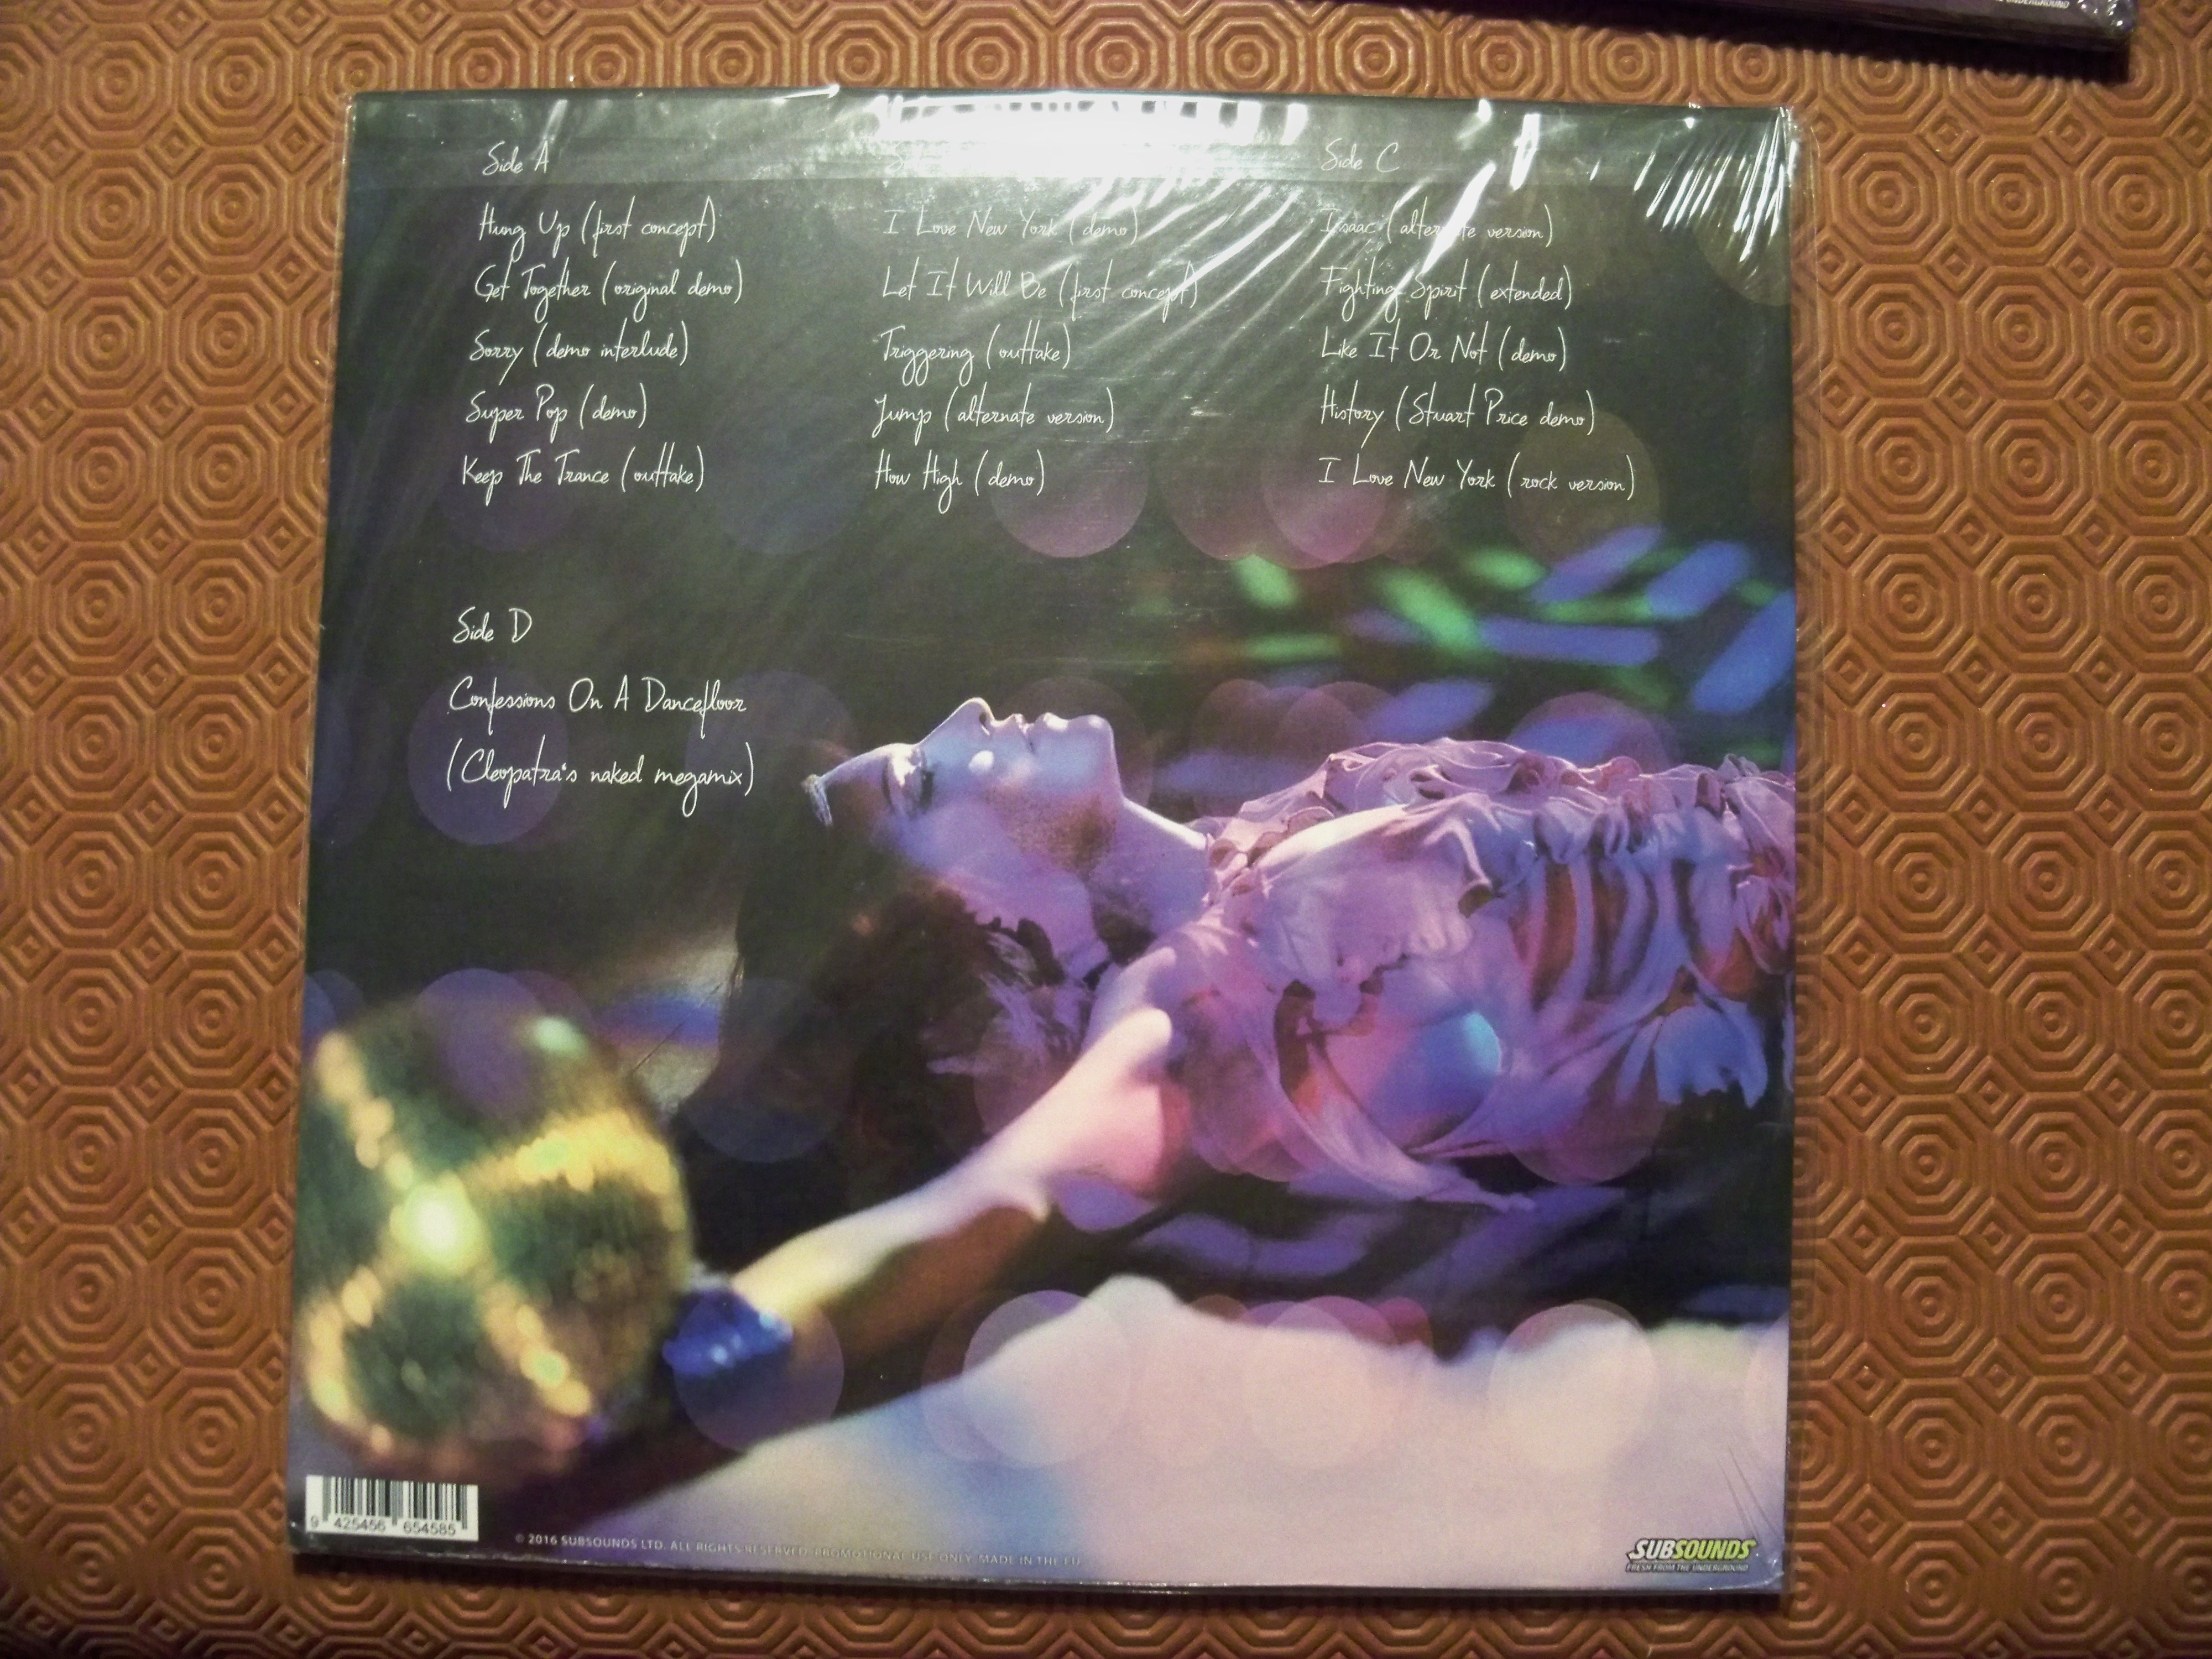 Side A
Hung Up (first concept)
Get Together (original demo)
Sorry (demo interlude)
Super Pop (demo)
Keep The Trance (outtake)
I Love New York (demo)
Let It Will Be (first concept)
Triggering (outtake)
Jump (alternate version)
How High (demo)
Side C
Isaac (alternate version)
Fighting Spirit (extended)
Like It Or Not (demo)
History (Stuart Price demo)
I Love New York (rock version)
Side D
Confessions On A Dancefloor
(Cleopatra's naked megamix)
9 425456 654585
© 2016 SUBSOUNDS LTD. ALL RIGHTS RESERVED. PROMOTIONAL USE ONLY. MADE IN THE EU
SUBSOUNDS
FRESH FROM THE UNDERGROUND
UNDERGROUND